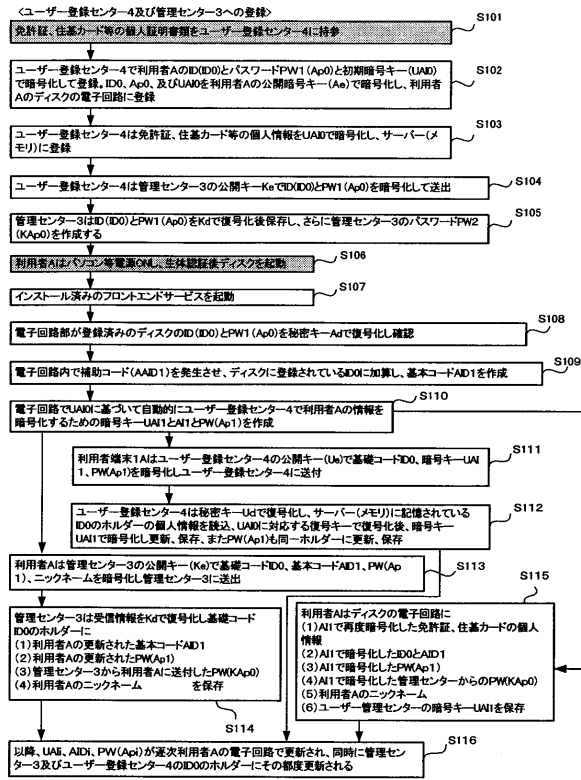 <ユーザー登録センター4及び管理センター3への登録>
S101
免許証、住基カード等の個人証明書類をユーザー登録センター4に持参
S102
ユーザー登録センター4で利用者AのID(ID0)とパスワードPW1(Ap0)と初期暗号キー(UAI0)
で暗号化して登録。ID0、Ap0、及びUAI0を利用者Aの公開暗号キー(Ae)で暗号化し、利用者
Aのディスクの電子回路に登録
S103
ユーザー登録センター4は免許証、住基カード等の個人情報をUAI0で暗号化し、サーバー(メ
モリ)に登録
S104
ユーザー登録センター4は管理センター3の公開キーKeでID(ID0)とPW1(Ap0)を暗号化して送出
S105
管理センター3はID(ID0)とPW1(Ap0)をKdで復号化後保存し、さらに管理センター3のパスワードPW2
(KAp0)を作成する
S106
利用者Aはパソコン等電源ONし、生体認証後ディスクを起動
S107
インストール済みのフロントエンドサービスを起動
S108
電子回路部が登録済みのディスクのID(ID0)とPW1(Ap0)を秘密キーAdで復号化し確認
S109
電子回路内で補助コード(AAID1)を発生させ、ディスクに登録されているID0に加算し、基本コードAID1を作成
S110
電子回路でUAI0に基づいて自動的にユーザー登録センター4で利用者Aの情報を
暗号化するための暗号キーUAI1とAI1とPW(Ap1)を作成
S111
利用者端末1Aはユーザー登録センター4の公開キー(Ue)で基礎コードID0、暗号キーUAI
1、PW(Ap1)を暗号化しユーザー登録センター4に送付
S112
ユーザー登録センター4は秘密キーUdで復号化し、サーバー(メモリ)に記憶されている
ID0のホルダーの個人情報を読込、UAI0に対応する復号キーで復号化後、暗号キー
UAI1で暗号化し更新、保存、またPW(Ap1)も同一ホルダーに更新、保存
S113
利用者Aは管理センター3の公開キー(Ke)で基礎コードID0、基本コードAID1、PW(Ap
1)、ニックネームを暗号化し管理センター3に送出
S115
管理センター3は受信情報をKdで復号化し基礎コード
ID0のホルダーに
(1)利用者Aの更新された基本コードAID1
(2)利用者Aの更新されたPW(Ap1)
(3)管理センター3から利用者Aに送付したPW(KAp0)
(4)利用者Aのニックネーム を保存
S114
利用者Aはディスクの電子回路に
(1)AI1で再度暗号化した免許証、住基カードの個人
情報
(2)AI1で暗号化したID0とAID1
(3)AI1で暗号化したPW(Ap1)
(4)AI1で暗号化した管理センターからのPW(KAp0)
(5)利用者Aのニックネーム
(6)ユーザー管理センターの暗号キーUAI1を保存
S116
以降、UAIi、AIDi、PW(Api)が逐次利用者Aの電子回路で更新され、同時に管理セン
ター3及びユーザー登録センター4のID0のホルダーにその都度更新される